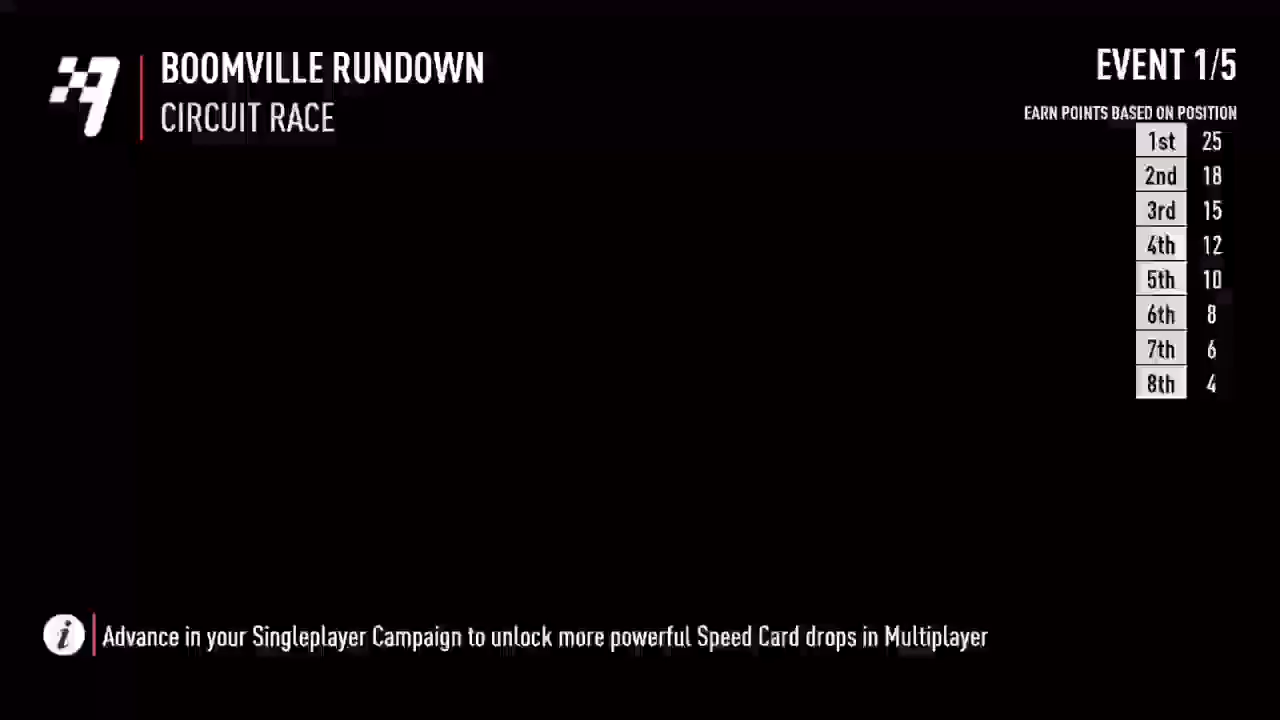 BOOMVILLE RUNDOWN
CIRCUIT RACE
EVENT 1/5
EARN POINTS BASED ON POSITION
1st 25
2nd 18
3rd 15
4th 12
5th 10
6th 8
7th 6
8th 4
Advance in your Singleplayer Campaign to unlock more powerful Speed Card drops in Multiplayer